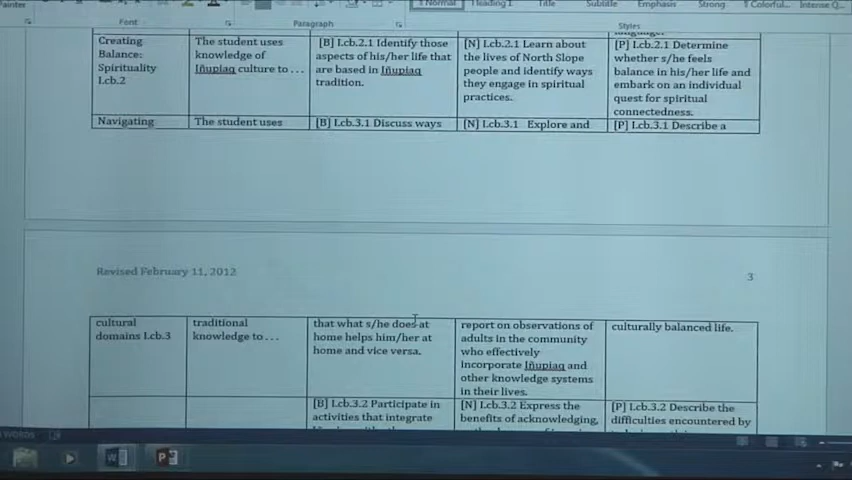 Painter
Normal Heading 1 Title Subtitle Emphasis Strong Colorful... Intense Q...
Font Paragraph Styles
Creating
Balance:
Spirituality
I.cb.2
The student uses
knowledge of
Iñupiaq culture to . . .
[B] I.cb.2.1 Identify those
aspects of his/her life that
are based in Iñupiaq
tradition.
[N] I.cb.2.1 Learn about
the lives of North Slope
people and identify ways
they engage in spiritual
practices.
[P] I.cb.2.1 Determine
whether s/he feels
balance in his/her life and
embark on an individual
quest for spiritual
connectedness.
Navigating
The student uses
[B] I.cb.3.1 Discuss ways
[N] I.cb.3.1 Explore and
[P] I.cb.3.1 Describe a
Revised February 11, 2012
3
cultural
domains I.cb.3
traditional
knowledge to . . .
that what s/he does at
home helps him/her at
home and vice versa.
report on observations of
adults in the community
who effectively
incorporate Iñupiaq and
other knowledge systems
in their lives.
culturally balanced life.
[B] I.cb.3.2 Participate in
activities that integrate
[N] I.cb.3.2 Express the
benefits of acknowledging,
[P] I.cb.3.2 Describe the
difficulties encountered by
WORDS